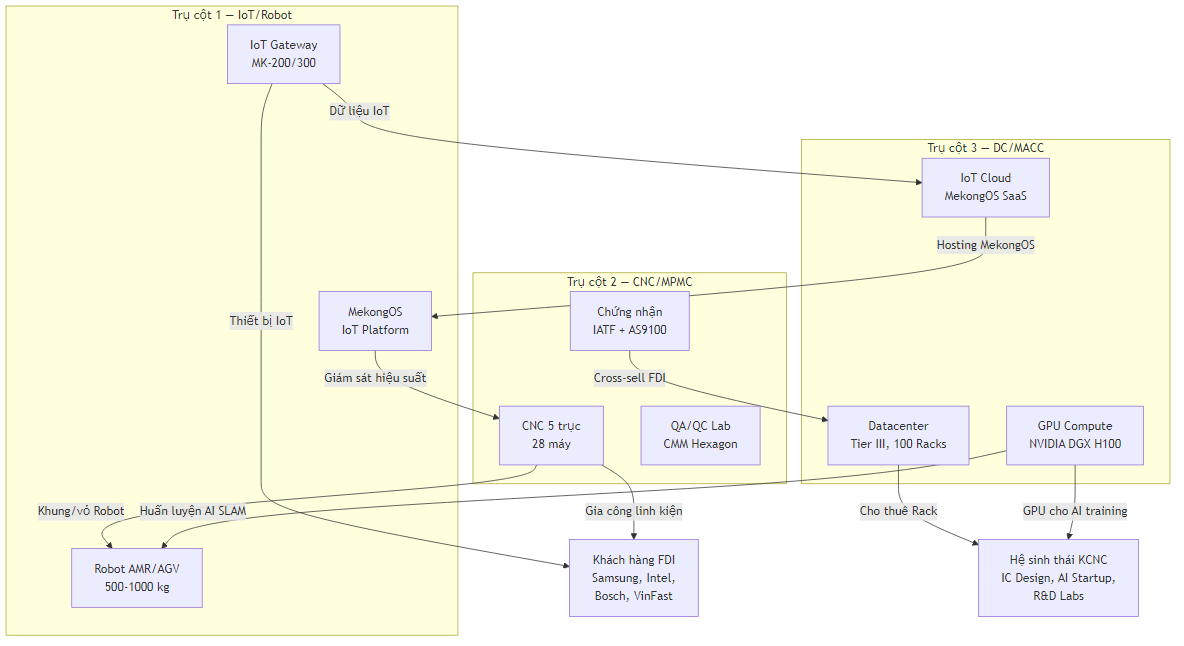 Trụ cột 1 – IoT/Robot
IoT Gateway
MK-200/300
Dữ liệu IoT
Trụ cột 3 – DC/MACC
IoT Cloud
MekongOS SaaS
Hosting MekongOS
Trụ cột 2 – CNC/MPMC
MekongOS
IoT Platform
Chứng nhận
IATF + AS9100
Thiết bị IoT
Giám sát hiệu suất
Cross-sell FDI
CNC 5 trục
28 máy
QA/QC Lab
CMM Hexagon
Datacenter
Tier III, 100 Racks
GPU Compute
NVIDIA DGX H100
Khung/vỏ Robot
Huấn luyện AI SLAM
Gia công linh kiện
Cho thuê Rack
GPU cho AI training
Robot AMR/AGV
500-1000 kg
Khách hàng FDI
Samsung, Intel,
Bosch, VinFast
Hệ sinh thái KCNC
IC Design, AI Startup,
R&D Labs